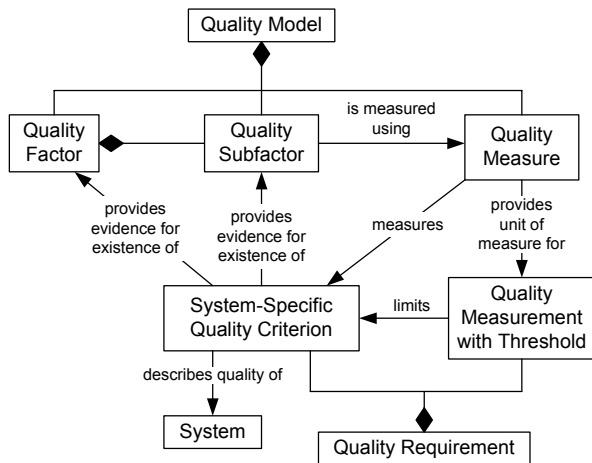 Quality Model
is measured
using
Quality
Factor
Quality
Subfactor
Quality
Measure
provides
evidence for
existence of
provides
evidence for
existence of
measures
provides
unit of
measure for
System-Specific
Quality Criterion
limits
Quality
Measurement
with Threshold
describes quality of
System
Quality Requirement